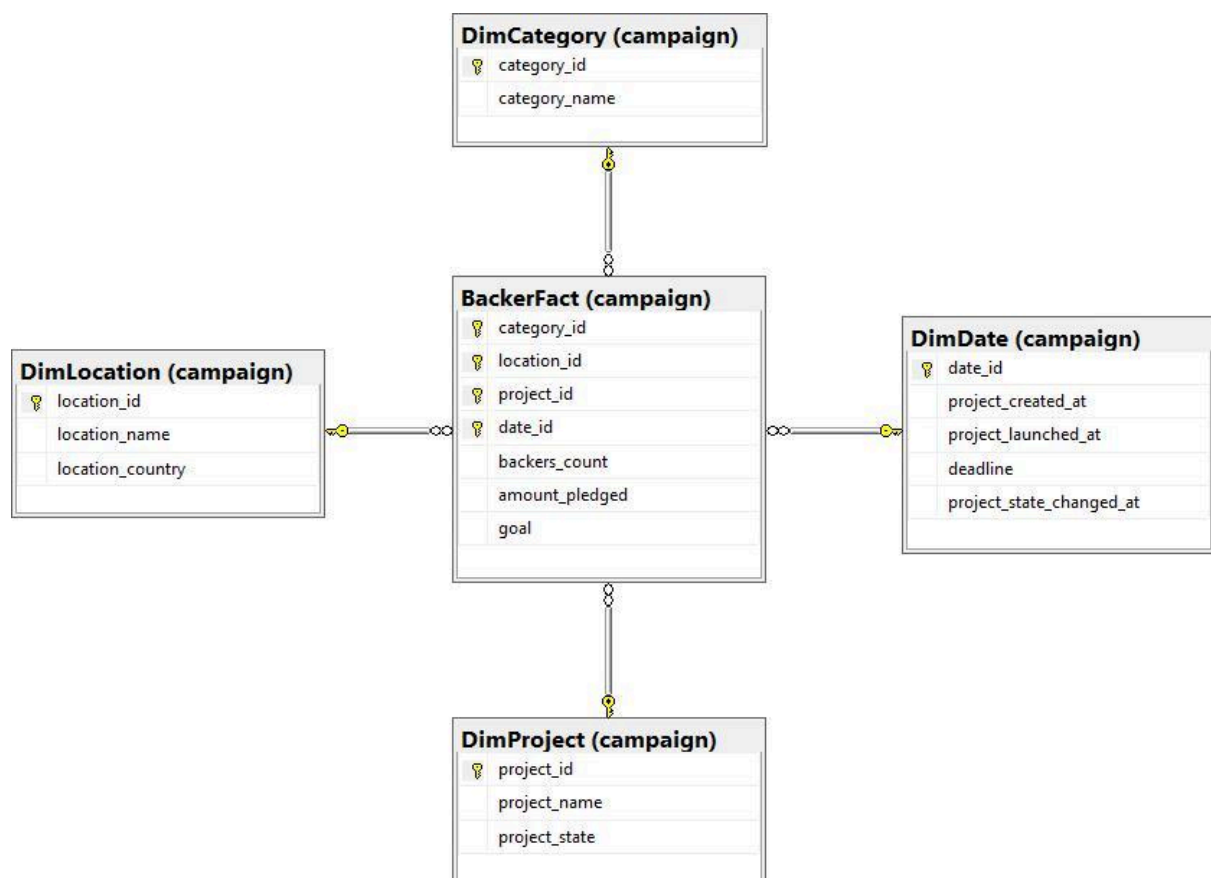 DimCategory (campaign)
category_id
category_name
BackerFact (campaign)
category_id
location_id
project_id
date_id
backers_count
amount_pledged
goal
DimLocation (campaign)
location_id
location_name
location_country
DimDate (campaign)
date_id
project_created_at
project_launched_at
deadline
project_state_changed_at
DimProject (campaign)
project_id
project_name
project_state